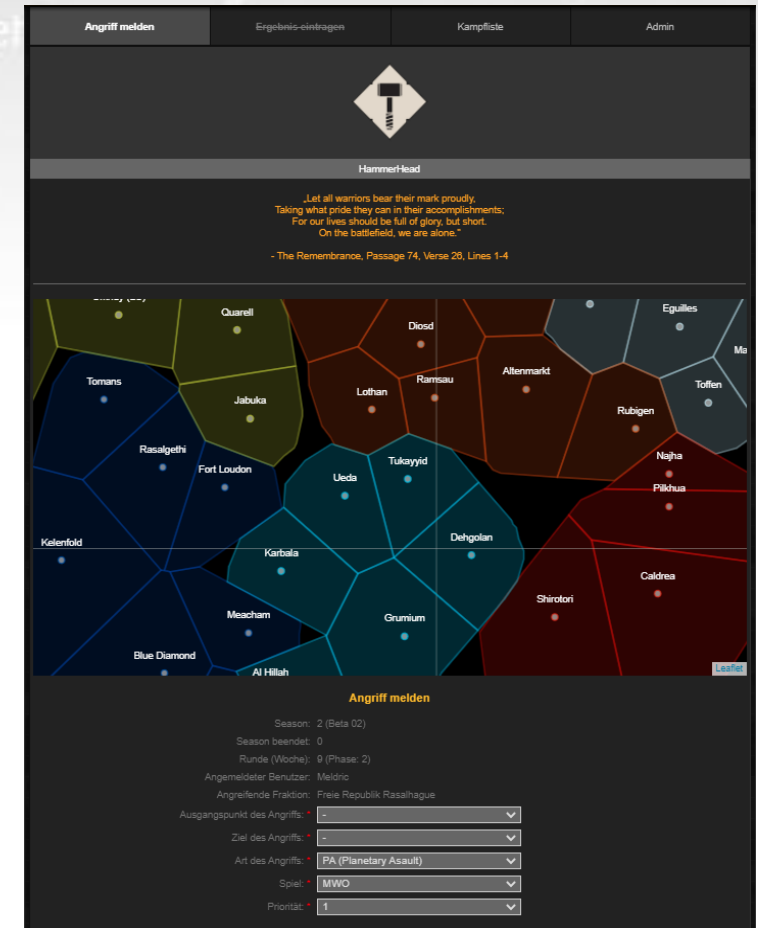 Angriff melden
Ergebnis eintragen
Kampfliste
Admin
HammerHead
„Let all warriors bear their mark proudly,
Taking what pride they can in their accomplishments;
For our lives should be full of glory, but short.
On the battlefield, we are alone.“
- The Remembrance, Passage 74, Verse 26, Lines 1-4
Quarell
Eguilles
Diosd
Ma
Altenmarkt
Tomans
Ramsau
Toffen
Lothan
Jabuka
Rubigen
Rasalgethi
Najha
Tukayyid
Fort Loudon
Ueda
Pilkhua
Kelenfold
Dehgolan
Karbala
Caldrea
Shirotori
Meacham
Grumium
Blue Diamond
Al Hillah
Leaflet
Angriff melden
Season: 2 (Beta 02)
Season beendet: 0
Runde (Woche): 9 (Phase: 2)
Angemeldeter Benutzer: Meldric
Angreifende Fraktion: Freie Republik Rasalhague
Ausgangspunkt des Angriffs: * -
Ziel des Angriffs: * -
Art des Angriffs: * PA (Planetary Asault)
Spiel: * MWO
Priorität: * 1